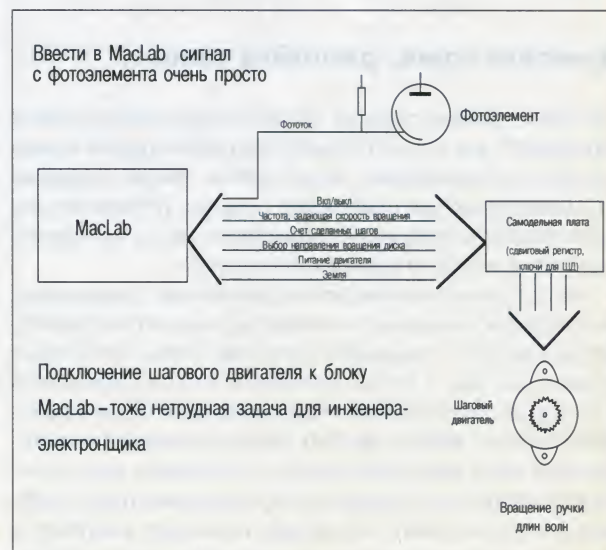 Ввести в MacLab сигнал
с фотоэлемента очень просто
Фототок
Фотоэлемент
MacLab
Вкл/выкл
Частота, задающая скорость вращения
Счет сделанных шагов
Выбор направления вращения диска
Питание двигателя
Земля
Самодельная плата
(сдвиговый регистр,
ключи для ШД)
Подключение шагового двигателя к блоку
MacLab – тоже нетрудная задача для инженера-
электронщика
Шаговый
двигатель
Вращение ручки
длин волн